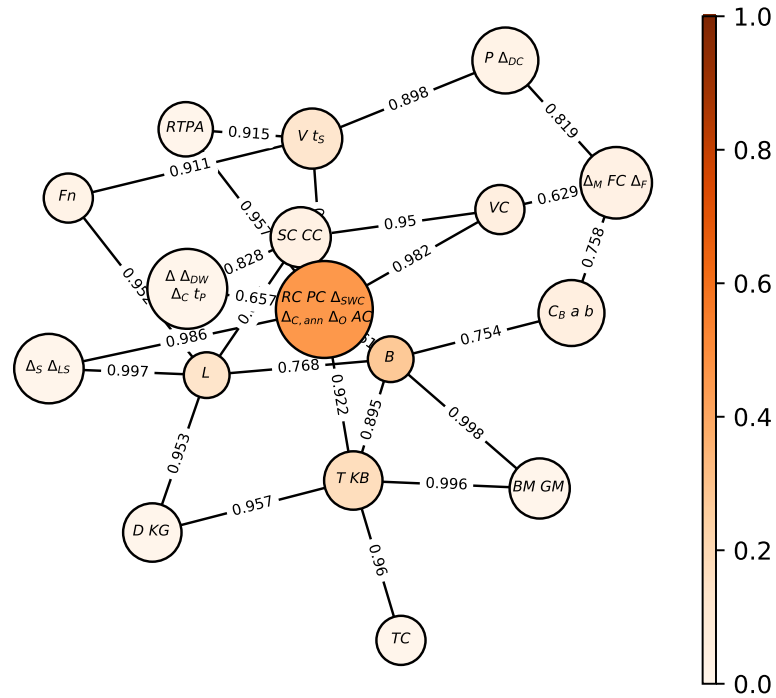 1.0
P Δ_DC
0.898
RTPA
0.915
V t_S
0.819
0.8
0.911
Δ_M FC Δ_F
Fn
0.629
VC
0.957
0.95
SC CC
0.758
0.982
0.828
0.6
Δ Δ_DW
Δ_C t_P
0.657
RC PC Δ_SWC
Δ_C,ann Δ_O AC
C_B a b
0.986
0.754
B
Δ_S Δ_LS
0.997
L
0.768
0.922
0.4
0.895
0.998
0.953
T KB
0.996
BM GM
0.957
D KG
0.2
0.96
TC
0.0